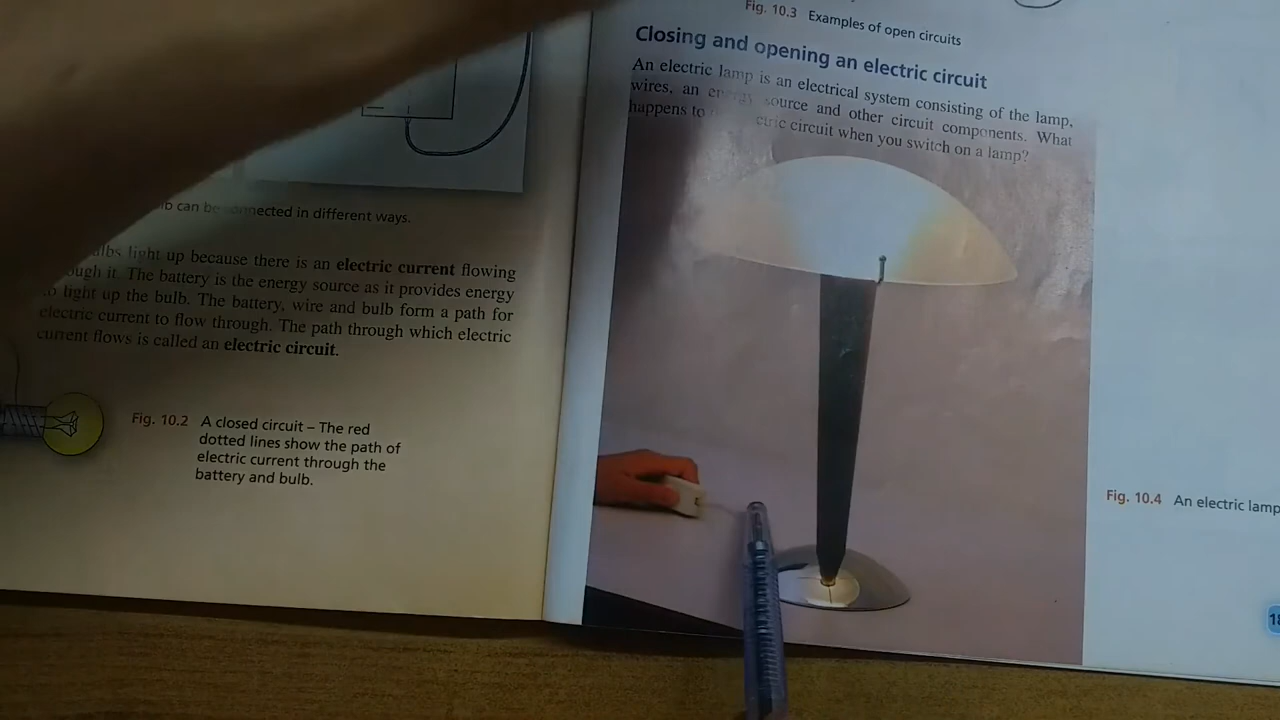 can be connected in different ways.
light up because there is an electric current flowing
it. The battery is the energy source as it provides energy
light up the bulb. The battery, wire and bulb form a path for
electric current to flow through. The path through which electric
current flows is called an electric circuit.
Fig. 10.2 A closed circuit – The red
dotted lines show the path of
electric current through the
battery and bulb.
Fig. 10.3 Examples of open circuits
Closing and opening an electric circuit
An electric lamp is an electrical system consisting of the lamp,
wires, an energy source and other circuit components. What
happens to circuit when you switch on a lamp?
Fig. 10.4 An electric lamp